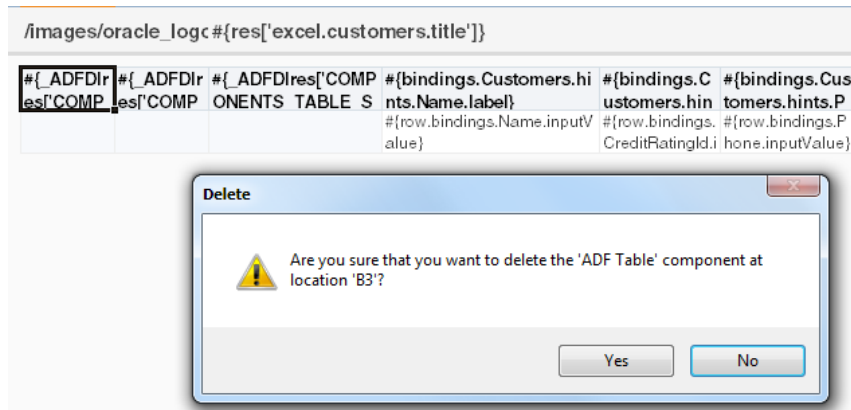 /images/oracle_logc #{res['excel.customers.title']}
#{_ADFDIr #{_ADFDIr #{_ADFDIres['COMP #{bindings.Customers.hi #{bindings.C #{bindings.Cus
es['COMP es['COMP ONENTS_TABLE_S nts.Name.label} ustomers.hin tomers.hints.P
#{row.bindings.Name.inputV #{row.bindings. #{row.bindings.P
alue} CreditRatingId.i hone.inputValue}
Delete
Are you sure that you want to delete the 'ADF Table' component at
location 'B3'?
Yes No